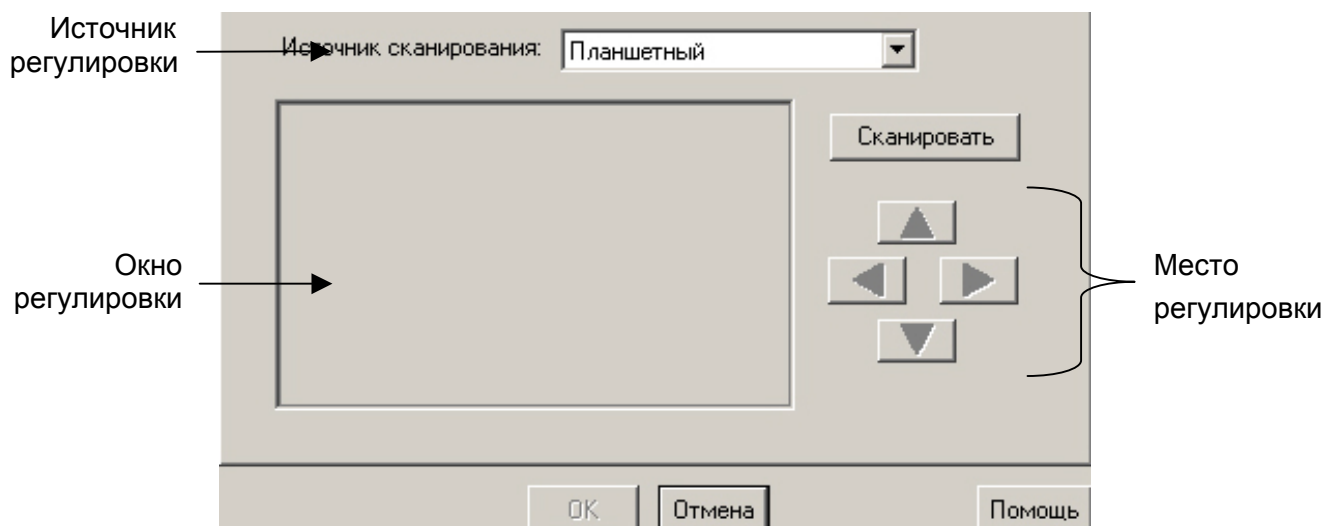 Источник
регулировки
Источник сканирования:
Планшетный
Сканировать
Окно
регулировки
Место
регулировки
OK
Отмена
Помощь